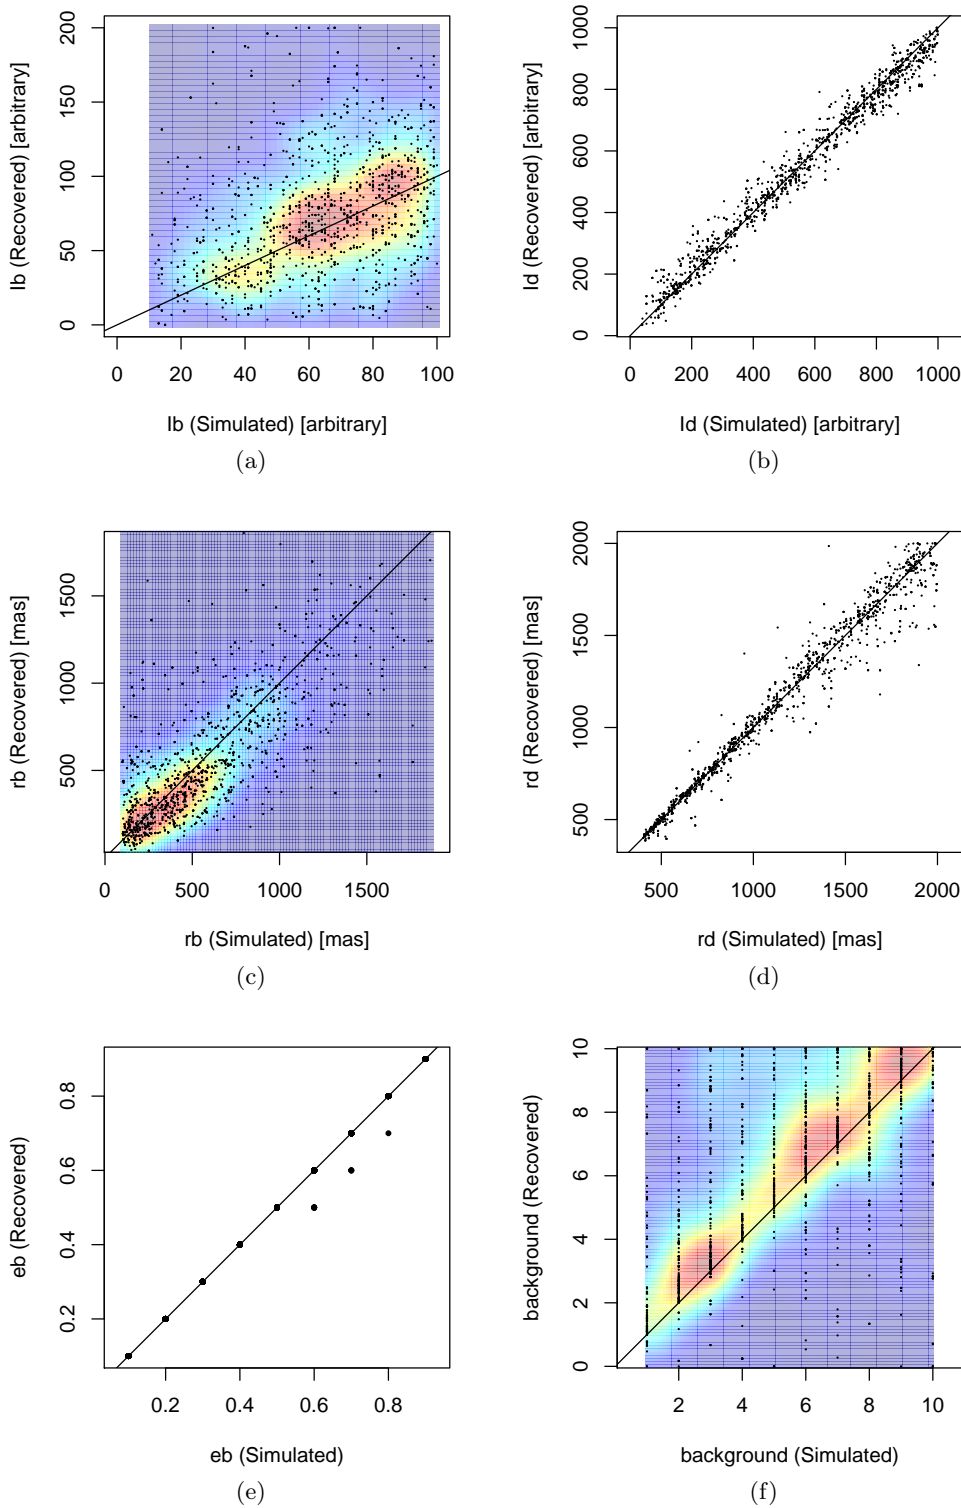 Ib (Recovered) [arbitrary]
0 50 100 150 200
0 20 40 60 80 100
Ib (Simulated) [arbitrary]
(a)
Id (Recovered) [arbitrary]
0 200 400 600 800 1000
0 200 400 600 800 1000
Id (Simulated) [arbitrary]
(b)
rb (Recovered) [mas]
500 1000 1500
0 500 1000 1500
rb (Simulated) [mas]
(c)
rd (Recovered) [mas]
500 1000 1500 2000
500 1000 1500 2000
rd (Simulated) [mas]
(d)
eb (Recovered)
0.2 0.4 0.6 0.8
0.2 0.4 0.6 0.8
eb (Simulated)
(e)
background (Recovered)
0 2 4 6 8 10
2 4 6 8 10
background (Simulated)
(f)